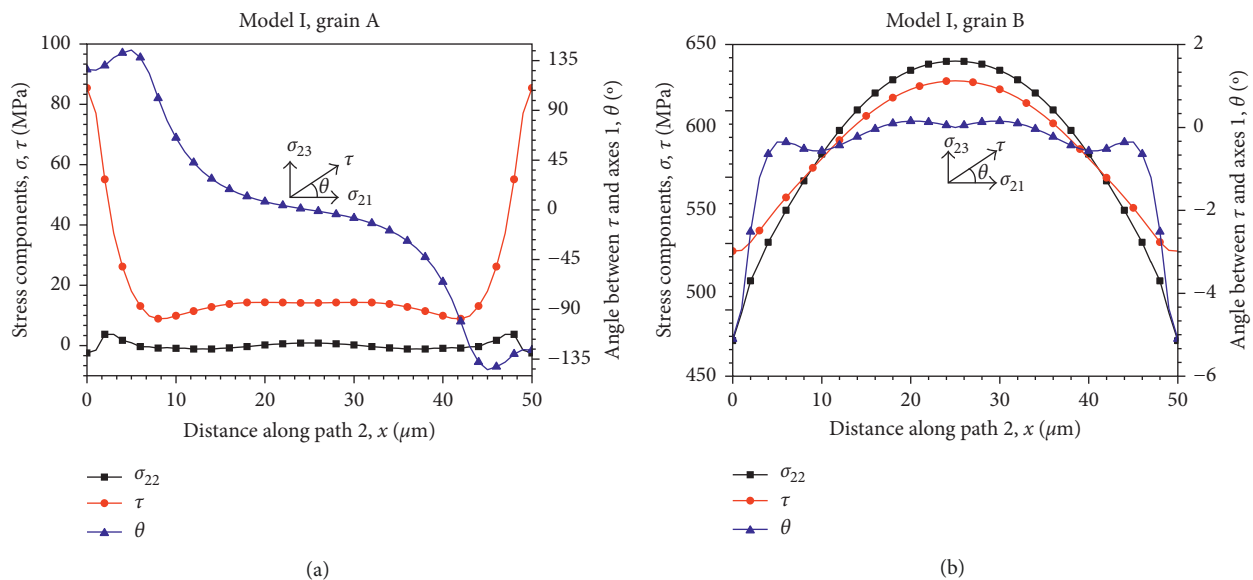 Model I, grain A
Stress components, σ, τ (MPa)
100
80
60
40
20
0
135
90
45
0
−45
−90
−135
Angle between τ and axes 1, θ (°)
σ23
τ
θ
σ21
0 10 20 30 40 50
Distance along path 2, x (μm)
σ22
τ
θ
(a)
Model I, grain B
Stress components, σ, τ (MPa)
650
600
550
500
450
2
0
−2
−4
−6
Angle between τ and axes 1, θ (°)
σ23
τ
θ
σ21
0 10 20 30 40 50
Distance along path 2, x (μm)
σ22
τ
θ
(b)